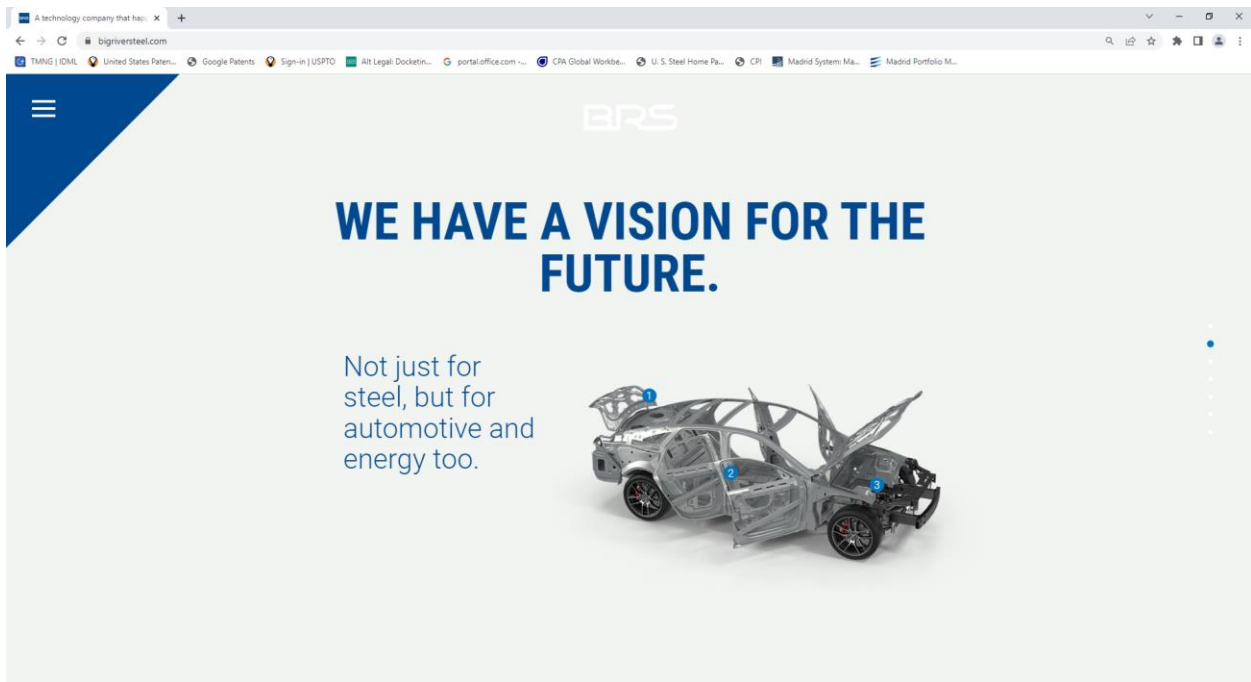 A technology company that hap
bigriversteel.com
TMNG | IDML
United States Paten...
Google Patents
Sign-in | USPTO
Alt Legal: Docketin...
portal.office.com -...
CPA Global Workbe...
U. S. Steel Home Pa...
CPI
Madrid System: Ma...
Madrid Portfolio M...
BRS
WE HAVE A VISION FOR THE
FUTURE.
Not just for
steel, but for
automotive and
energy too.
1
2
3